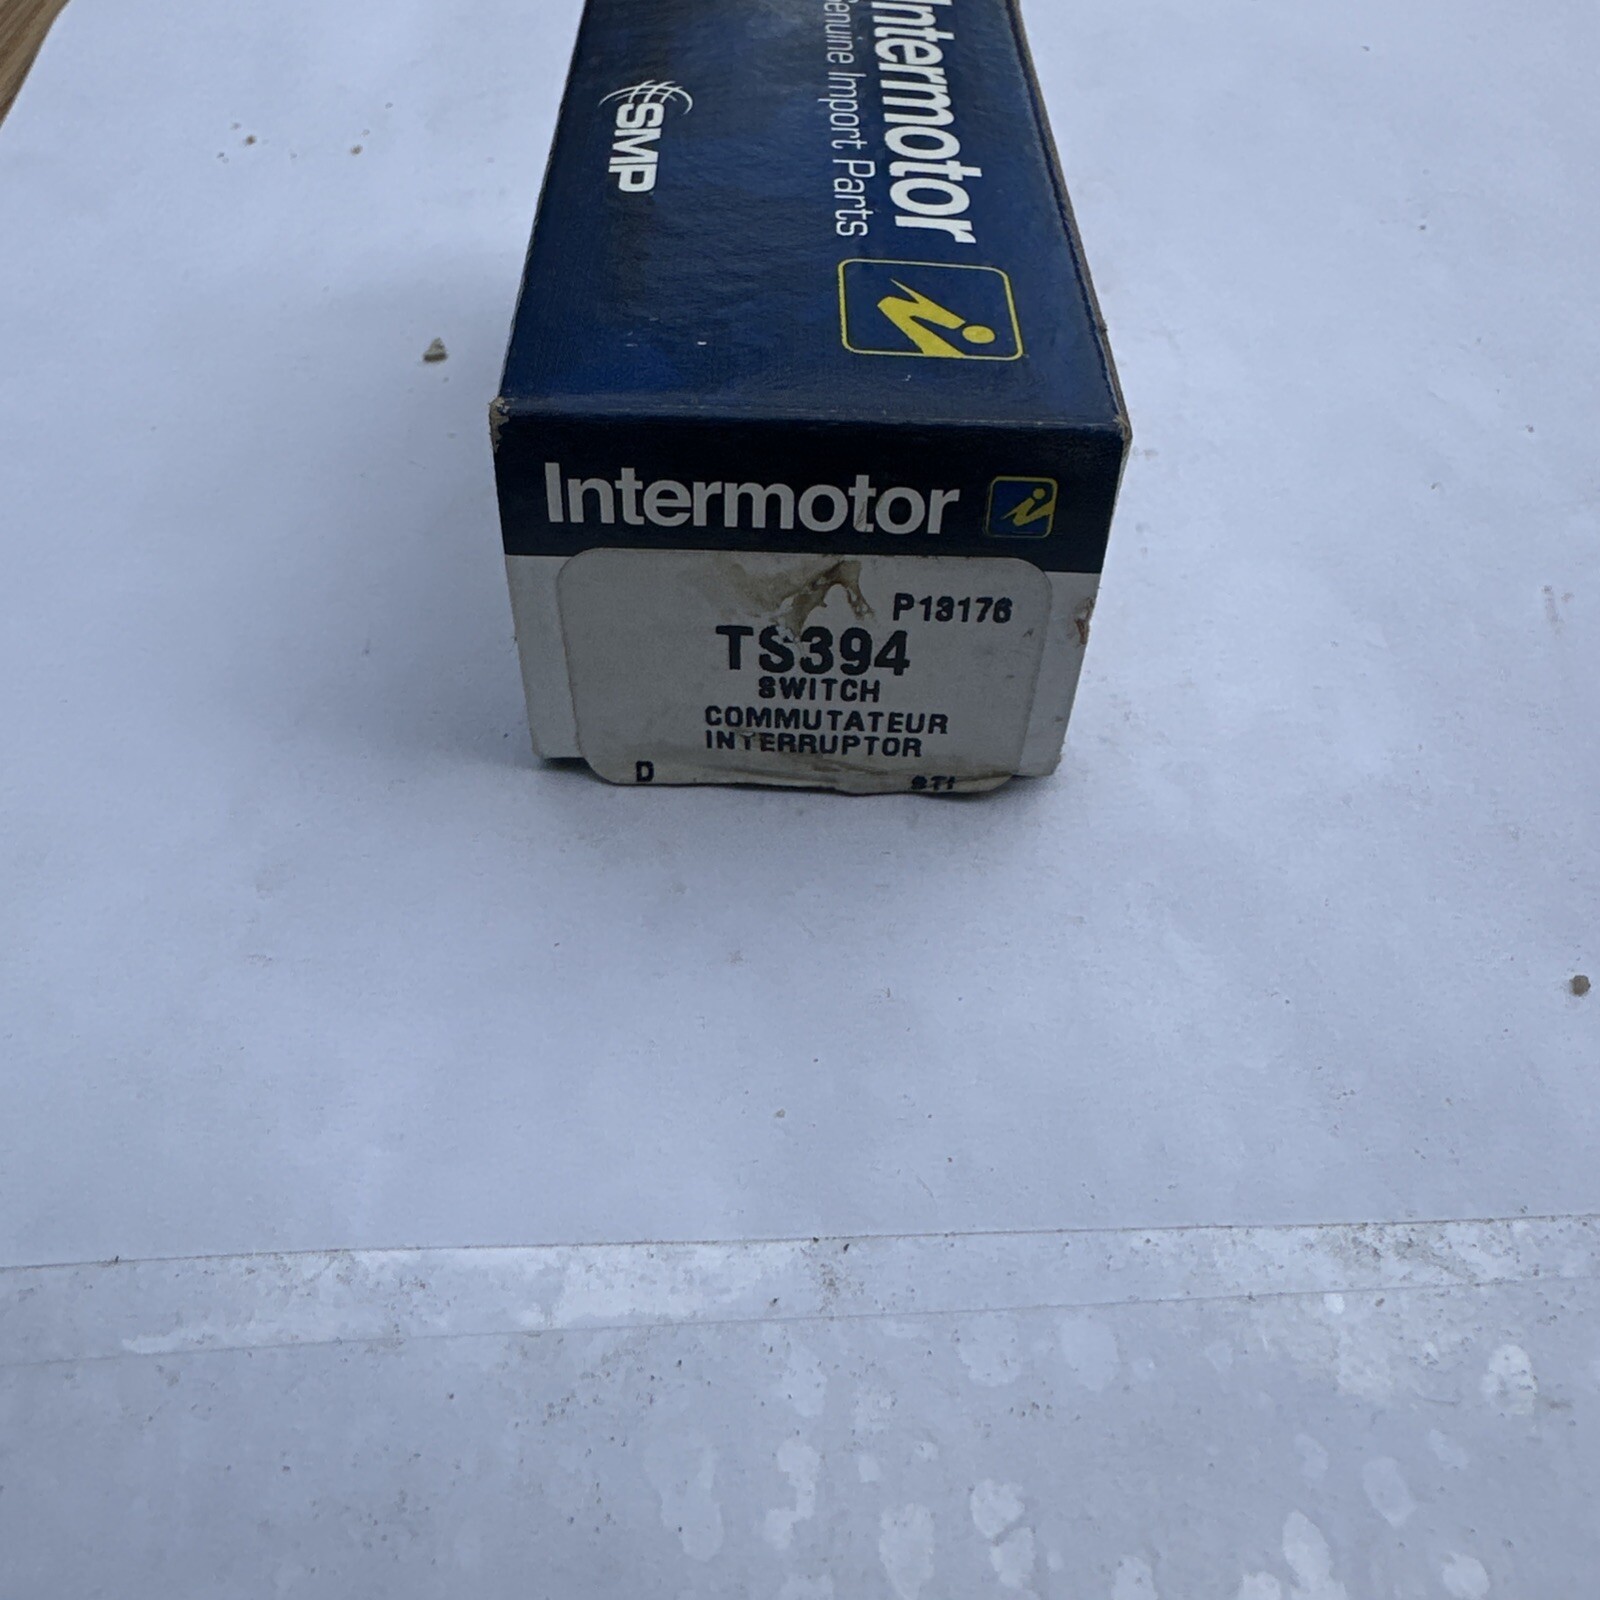 Intermotor
Genuine Import Parts
SMP
Intermotor
P13176
TS394
SWITCH
COMMUTATEUR
INTERRUPTOR
D